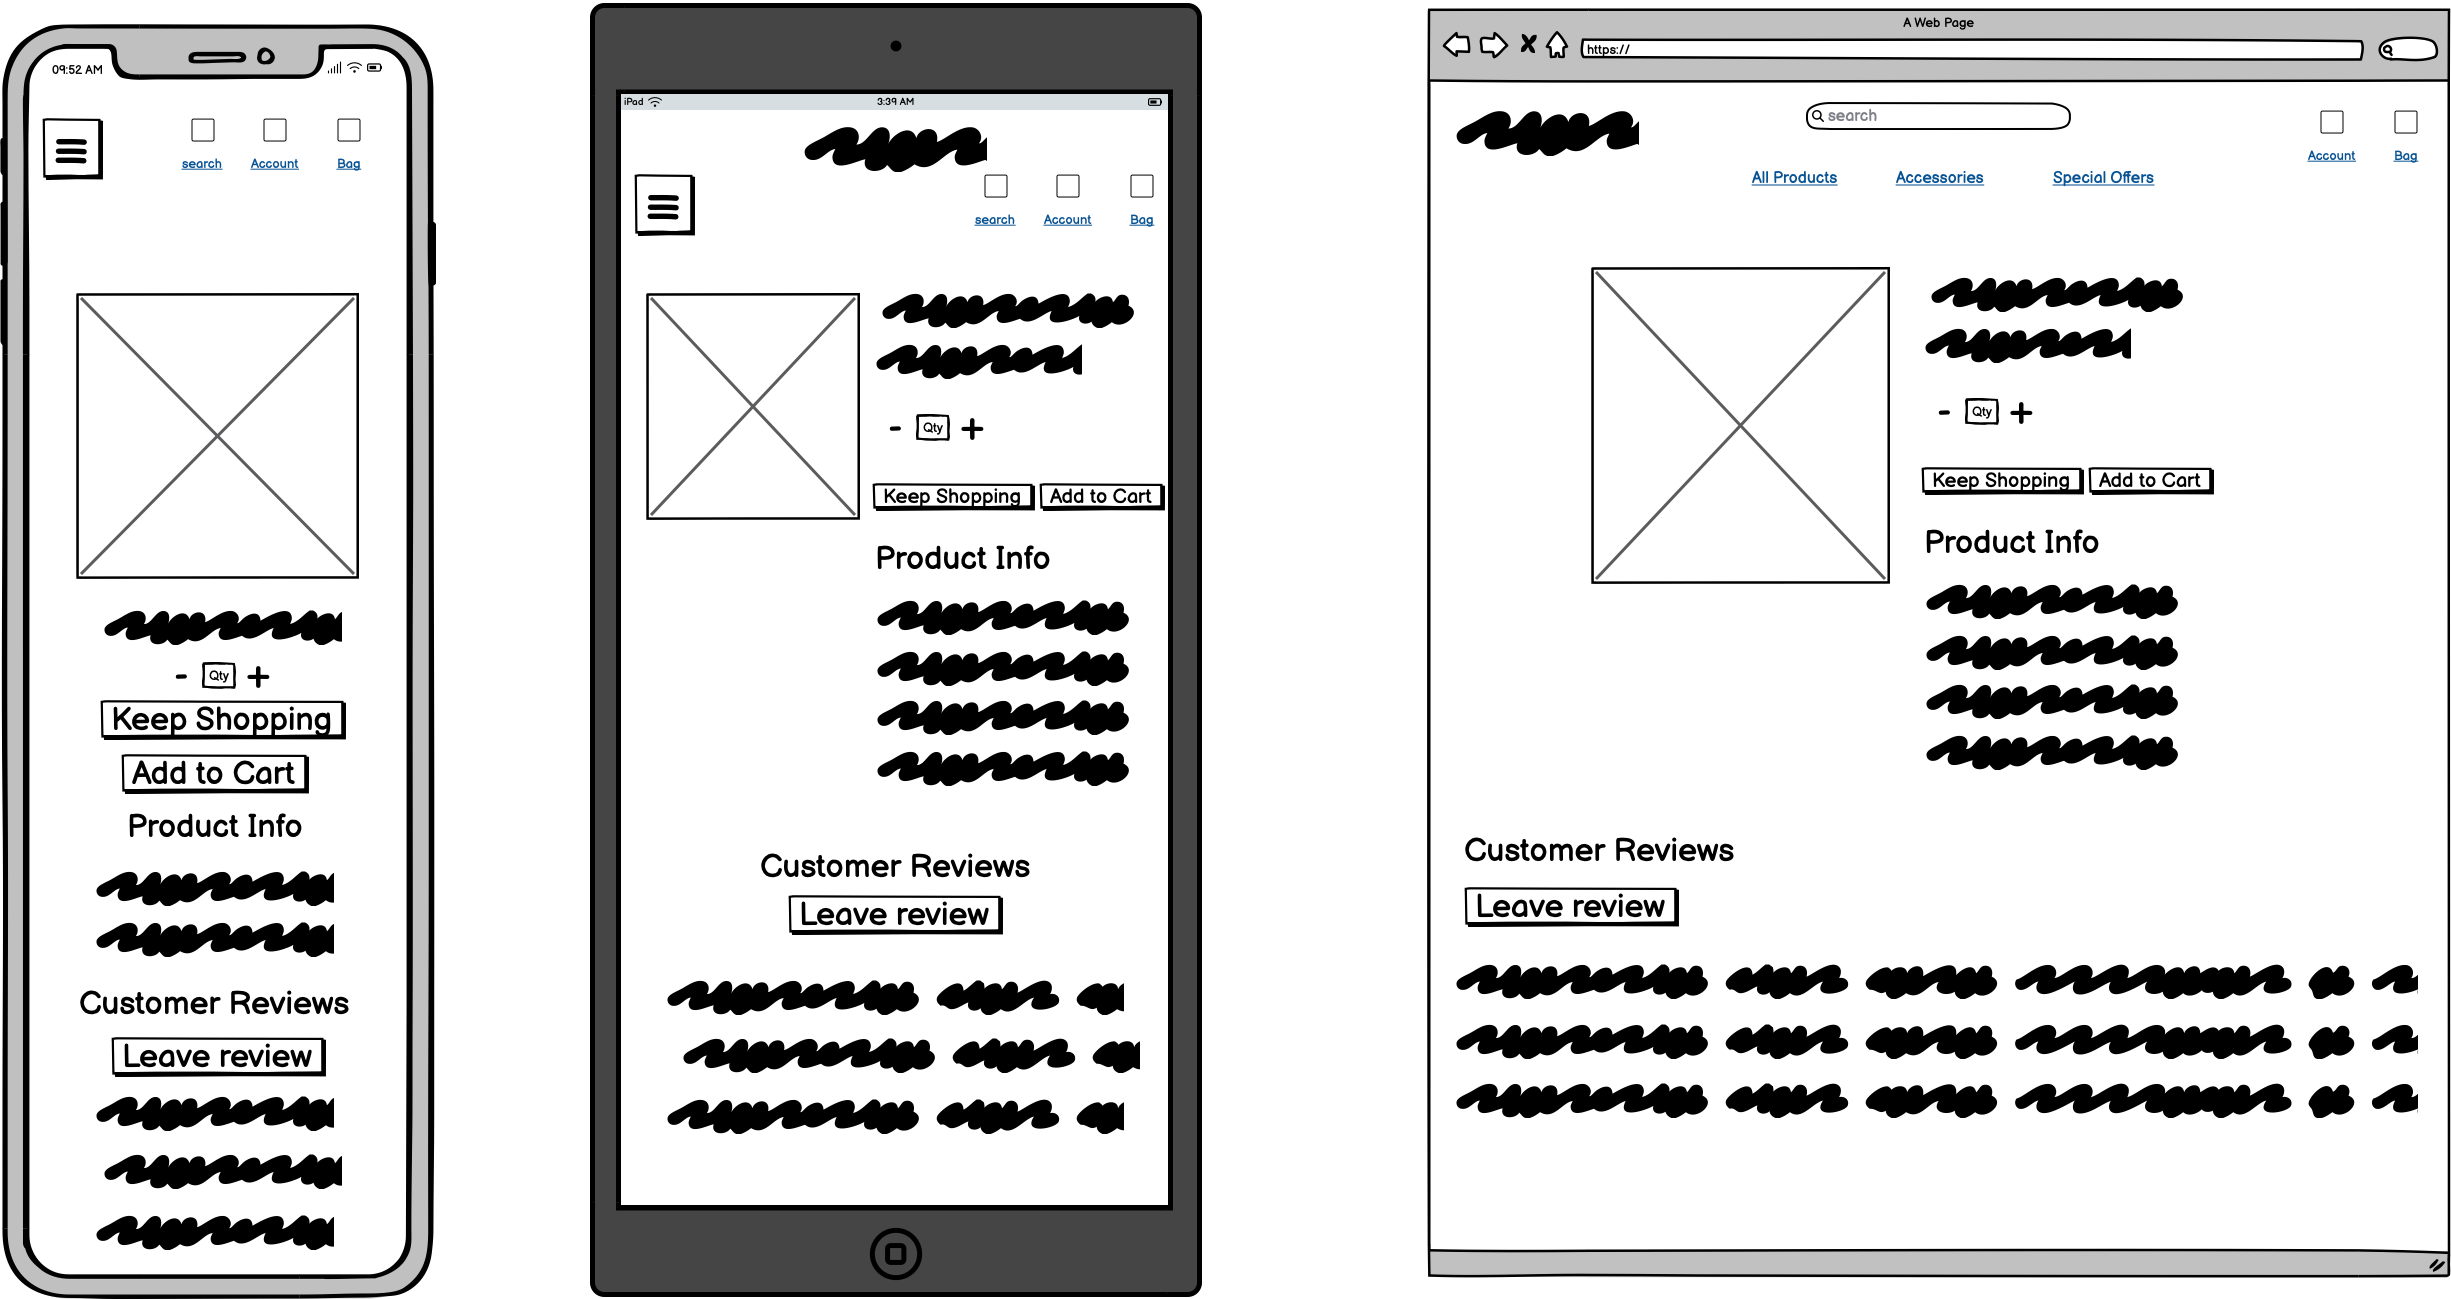 09:52 AM
search Account Bag
- Qty +
Keep Shopping
Add to Cart
Product Info
Customer Reviews
Leave review
iPad 3:39 AM
search Account Bag
- Qty +
Keep Shopping Add to Cart
Product Info
Customer Reviews
Leave review
A Web Page
https://
search
Account Bag
All Products Accessories Special Offers
- Qty +
Keep Shopping Add to Cart
Product Info
Customer Reviews
Leave review